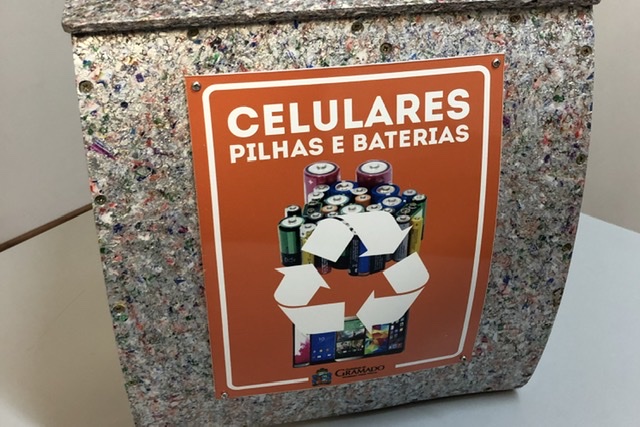 CELULARES
PILHAS E BATERIAS
GRAMADO